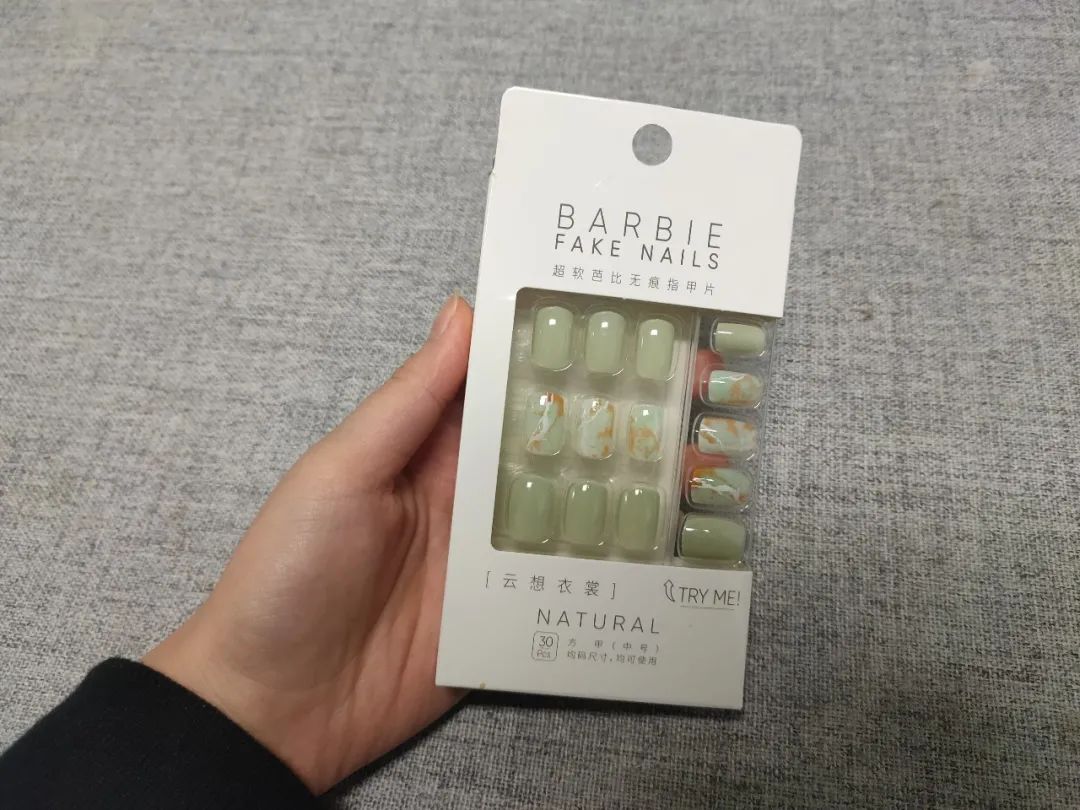 BARBIE
FAKE NAILS
超软芭比无痕指甲片
[云想衣裳]
TRY ME!
NATURAL
30 Pcs
方甲(中号)
均码尺寸,均可使用